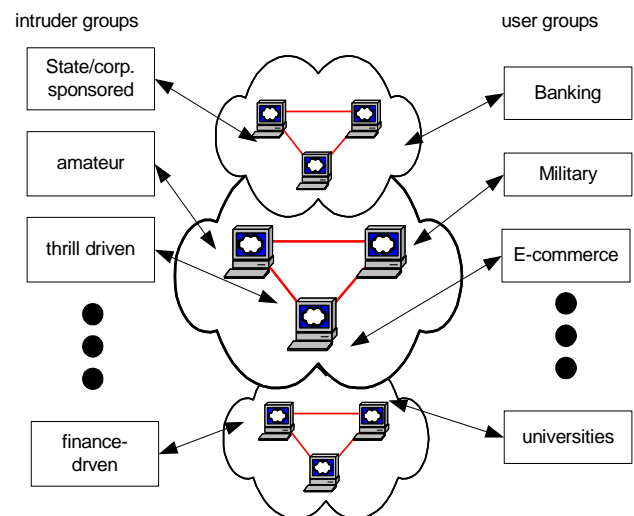 intruder groups
user groups
State/corp.
sponsored
Banking
amateur
Military
thrill driven
E-commerce
finance-
drven
universities